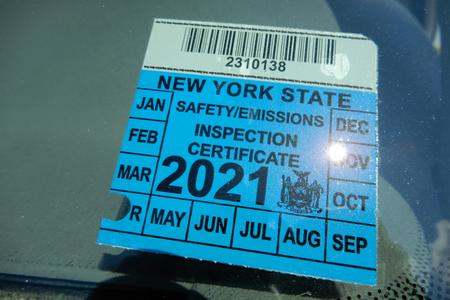 2310138
NEW YORK STATE
SAFETY/EMISSIONS
INSPECTION
CERTIFICATE
2021
JAN
FEB
MAR
R
MAY JUN JUL AUG SEP
OCT
NOV
DEC